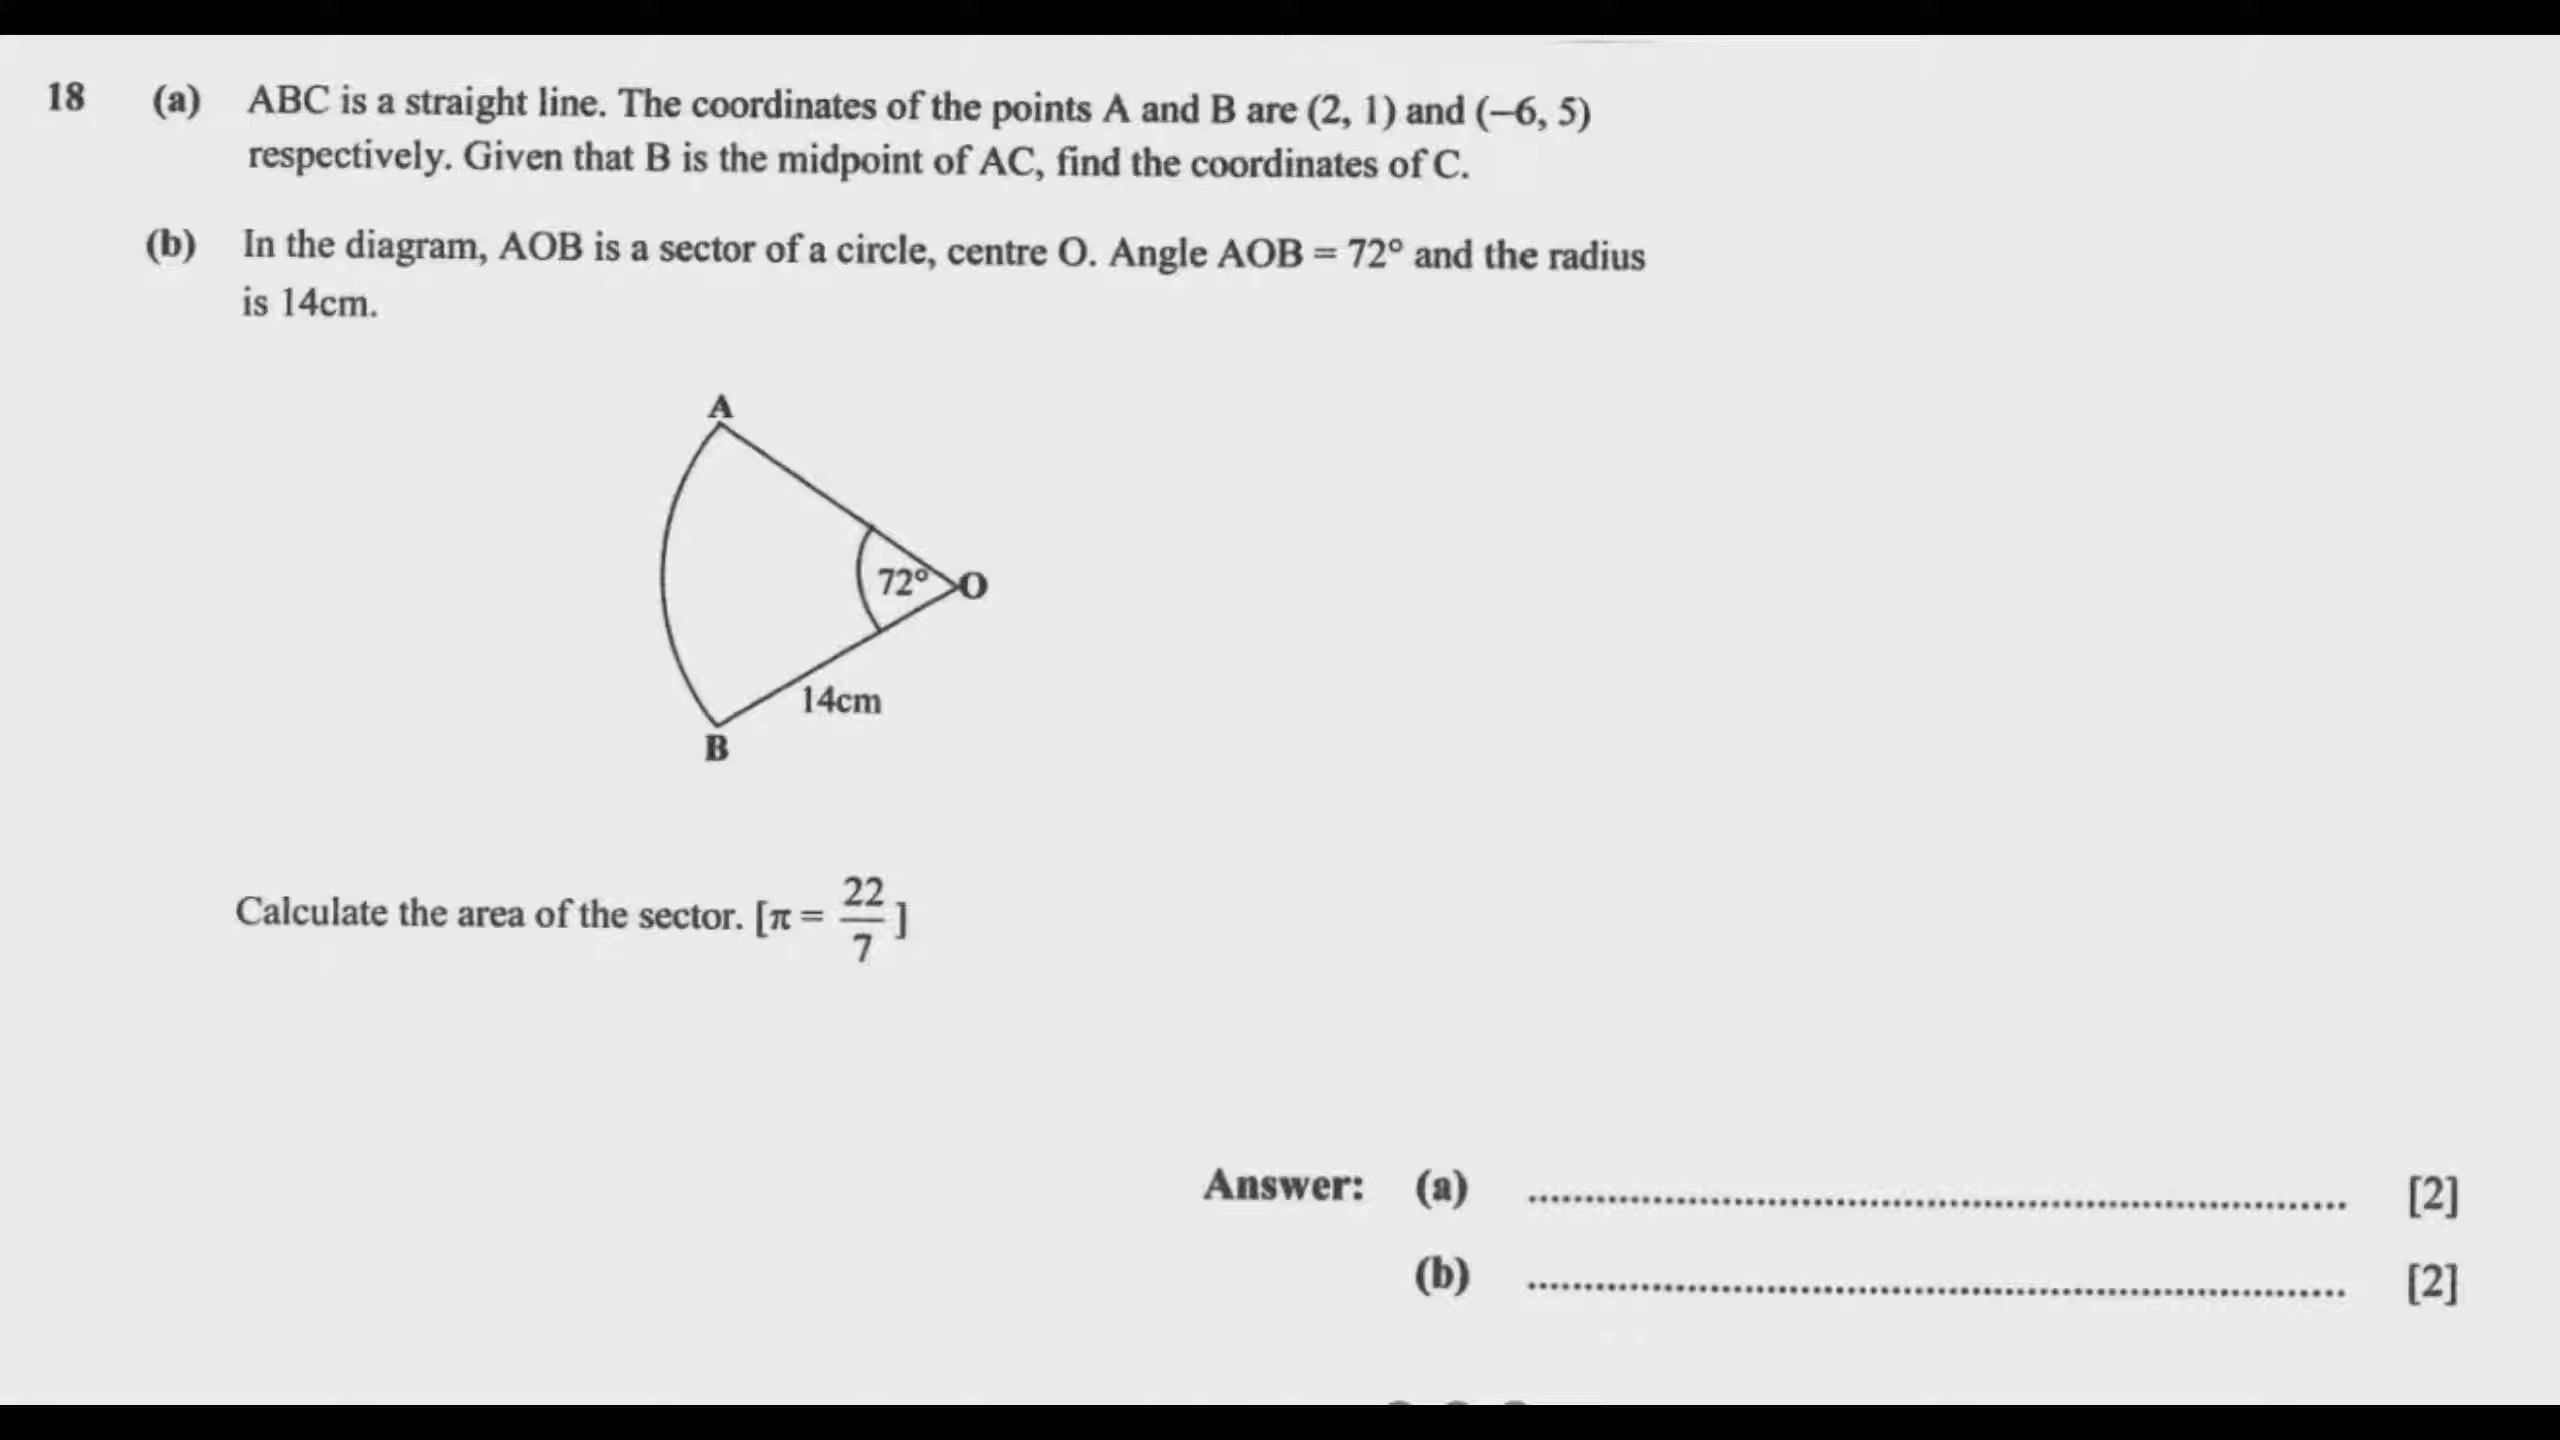 18 (a) ABC is a straight line. The coordinates of the points A and B are (2, 1) and (–6, 5)
respectively. Given that B is the midpoint of AC, find the coordinates of C.
(b) In the diagram, AOB is a sector of a circle, centre O. Angle AOB = 72° and the radius
is 14cm.
A
72° O
14cm
B
Calculate the area of the sector. [π = 22/7]
Answer: (a) ........................................ [2]
(b) ........................................ [2]